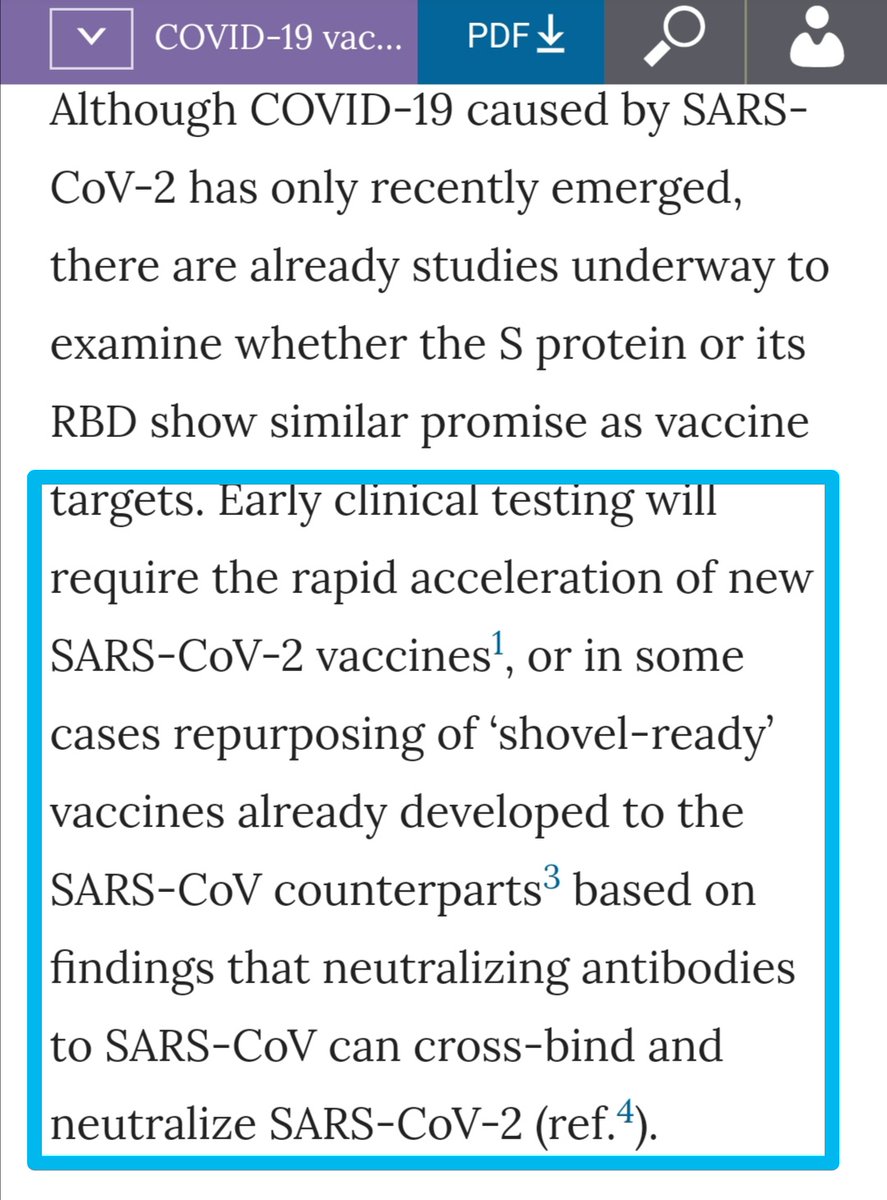 COVID-19 vac...
PDF
Although COVID-19 caused by SARS-
CoV-2 has only recently emerged,
there are already studies underway to
examine whether the S protein or its
RBD show similar promise as vaccine
targets. Early clinical testing will
require the rapid acceleration of new
SARS-CoV-2 vaccines1, or in some
cases repurposing of ‘shovel-ready’
vaccines already developed to the
SARS-CoV counterparts3 based on
findings that neutralizing antibodies
to SARS-CoV can cross-bind and
neutralize SARS-CoV-2 (ref.4).